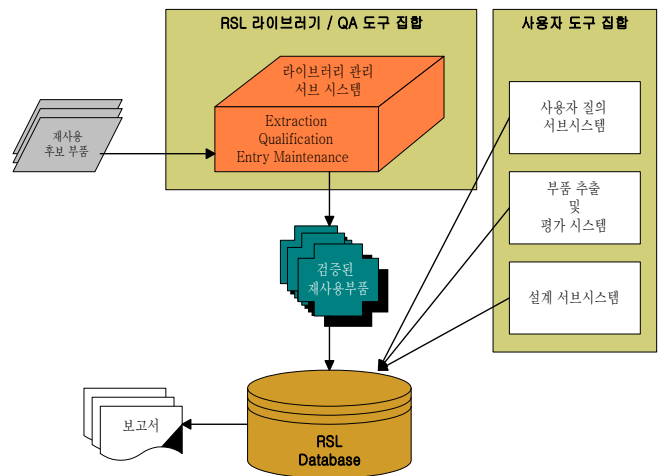 RSL 라이브러기 / QA 도구 집합
사용자 도구 집합
라이브러리 관리
서브 시스템
Extraction
Qualification
Entry Maintenance
재사용
후보 부품
사용자 질의
서브시스템
부품 추출
및
평가 시스템
설계 서브시스템
검증된
재사용부품
보고서
RSL
Database